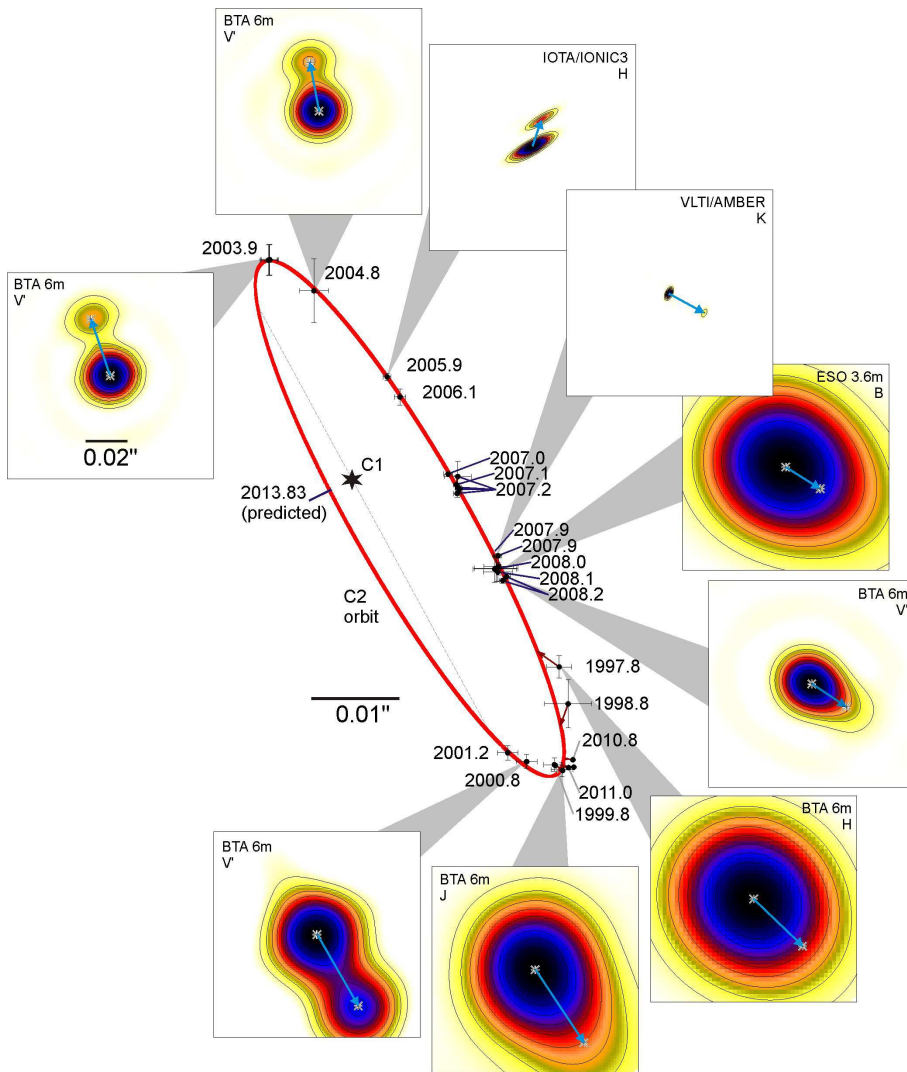 BTA 6m
V'
IOTA/IONIC3
H
VLTI/AMBER
K
2003.9
2004.8
BTA 6m
V'
0.02"
2005.9
2006.1
ESO 3.6m
B
C1
2007.0
2007.1
2007.2
2013.83
(predicted)
2007.9
2007.9
2008.0
2008.1
2008.2
C2
orbit
BTA 6m
V'
0.01"
1997.8
1998.8
2001.2
2000.8
2010.8
2011.0
1999.8
BTA 6m
H
BTA 6m
V'
BTA 6m
J